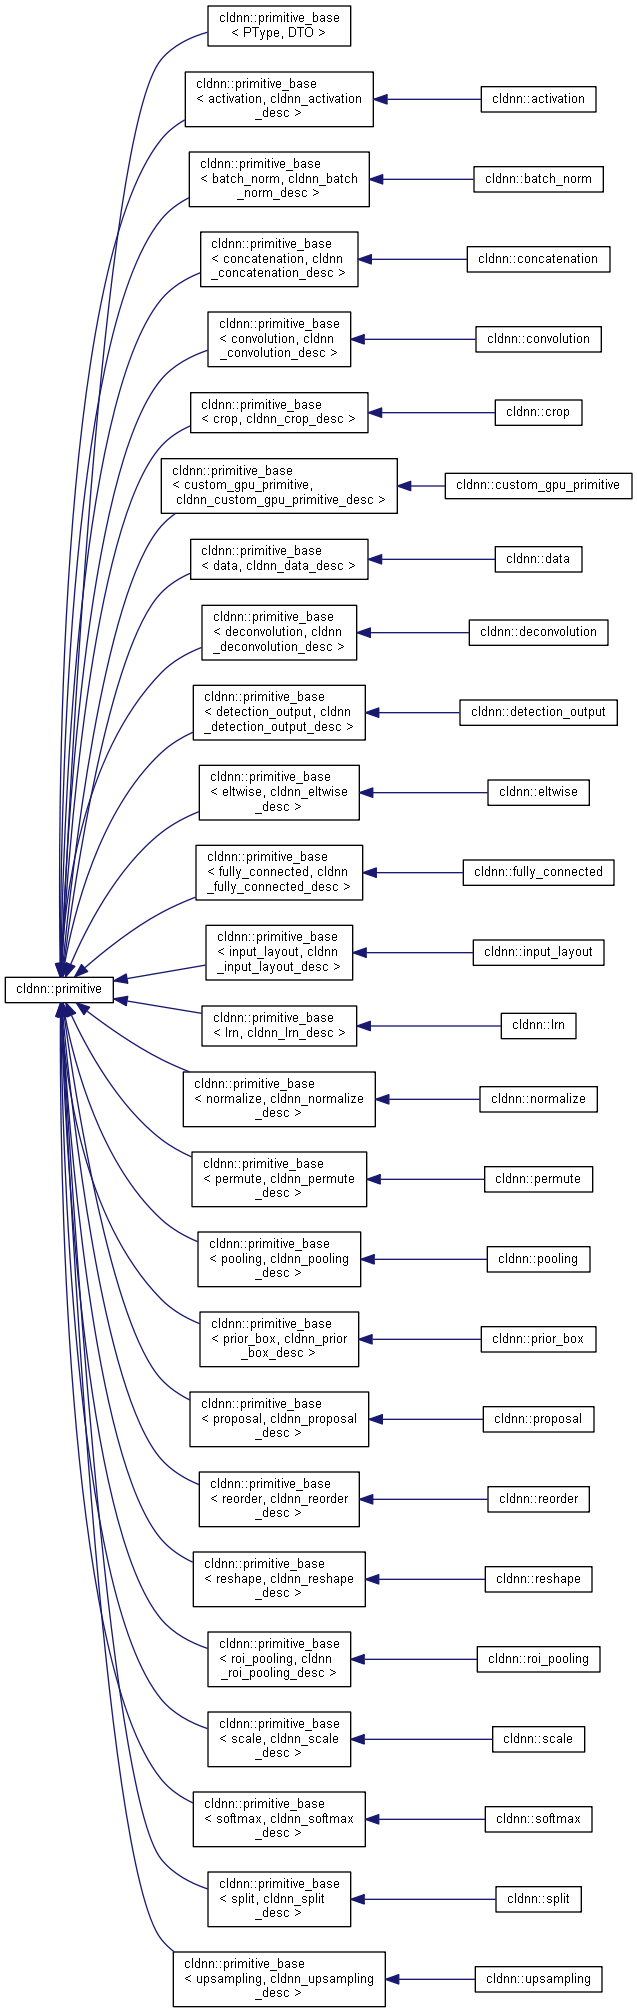 cldnn::primitive_base
< PType, DTO >
cldnn::primitive_base
< activation, cldnn_activation
_desc >
cldnn::activation
cldnn::primitive_base
< batch_norm, cldnn_batch
_norm_desc >
cldnn::batch_norm
cldnn::primitive_base
< concatenation, cldnn
_concatenation_desc >
cldnn::concatenation
cldnn::primitive_base
< convolution, cldnn
_convolution_desc >
cldnn::convolution
cldnn::primitive_base
< crop, cldnn_crop_desc >
cldnn::crop
cldnn::primitive_base
< custom_gpu_primitive,
cldnn_custom_gpu_primitive_desc >
cldnn::custom_gpu_primitive
cldnn::primitive_base
< data, cldnn_data_desc >
cldnn::data
cldnn::primitive_base
< deconvolution, cldnn
_deconvolution_desc >
cldnn::deconvolution
cldnn::primitive_base
< detection_output, cldnn
_detection_output_desc >
cldnn::detection_output
cldnn::primitive_base
< eltwise, cldnn_eltwise
_desc >
cldnn::eltwise
cldnn::primitive_base
< fully_connected, cldnn
_fully_connected_desc >
cldnn::fully_connected
cldnn::primitive_base
< input_layout, cldnn
_input_layout_desc >
cldnn::input_layout
cldnn::primitive
cldnn::primitive_base
< lrn, cldnn_lrn_desc >
cldnn::lrn
cldnn::primitive_base
< normalize, cldnn_normalize
_desc >
cldnn::normalize
cldnn::primitive_base
< permute, cldnn_permute
_desc >
cldnn::permute
cldnn::primitive_base
< pooling, cldnn_pooling
_desc >
cldnn::pooling
cldnn::primitive_base
< prior_box, cldnn_prior
_box_desc >
cldnn::prior_box
cldnn::primitive_base
< proposal, cldnn_proposal
_desc >
cldnn::proposal
cldnn::primitive_base
< reorder, cldnn_reorder
_desc >
cldnn::reorder
cldnn::primitive_base
< reshape, cldnn_reshape
_desc >
cldnn::reshape
cldnn::primitive_base
< roi_pooling, cldnn
_roi_pooling_desc >
cldnn::roi_pooling
cldnn::primitive_base
< scale, cldnn_scale
_desc >
cldnn::scale
cldnn::primitive_base
< softmax, cldnn_softmax
_desc >
cldnn::softmax
cldnn::primitive_base
< split, cldnn_split
_desc >
cldnn::split
cldnn::primitive_base
< upsampling, cldnn_upsampling
_desc >
cldnn::upsampling